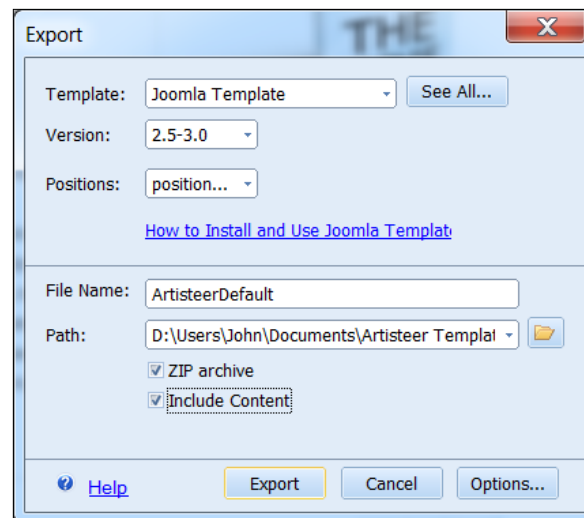 Export
THE
Template: Joomla Template See All...
Version: 2.5-3.0
Positions: position...
How to Install and Use Joomla Templat
File Name: ArtisteerDefault
Path: D:\Users\John\Documents\Artisteer Templat
ZIP archive
Include Content
Help Export Cancel Options...